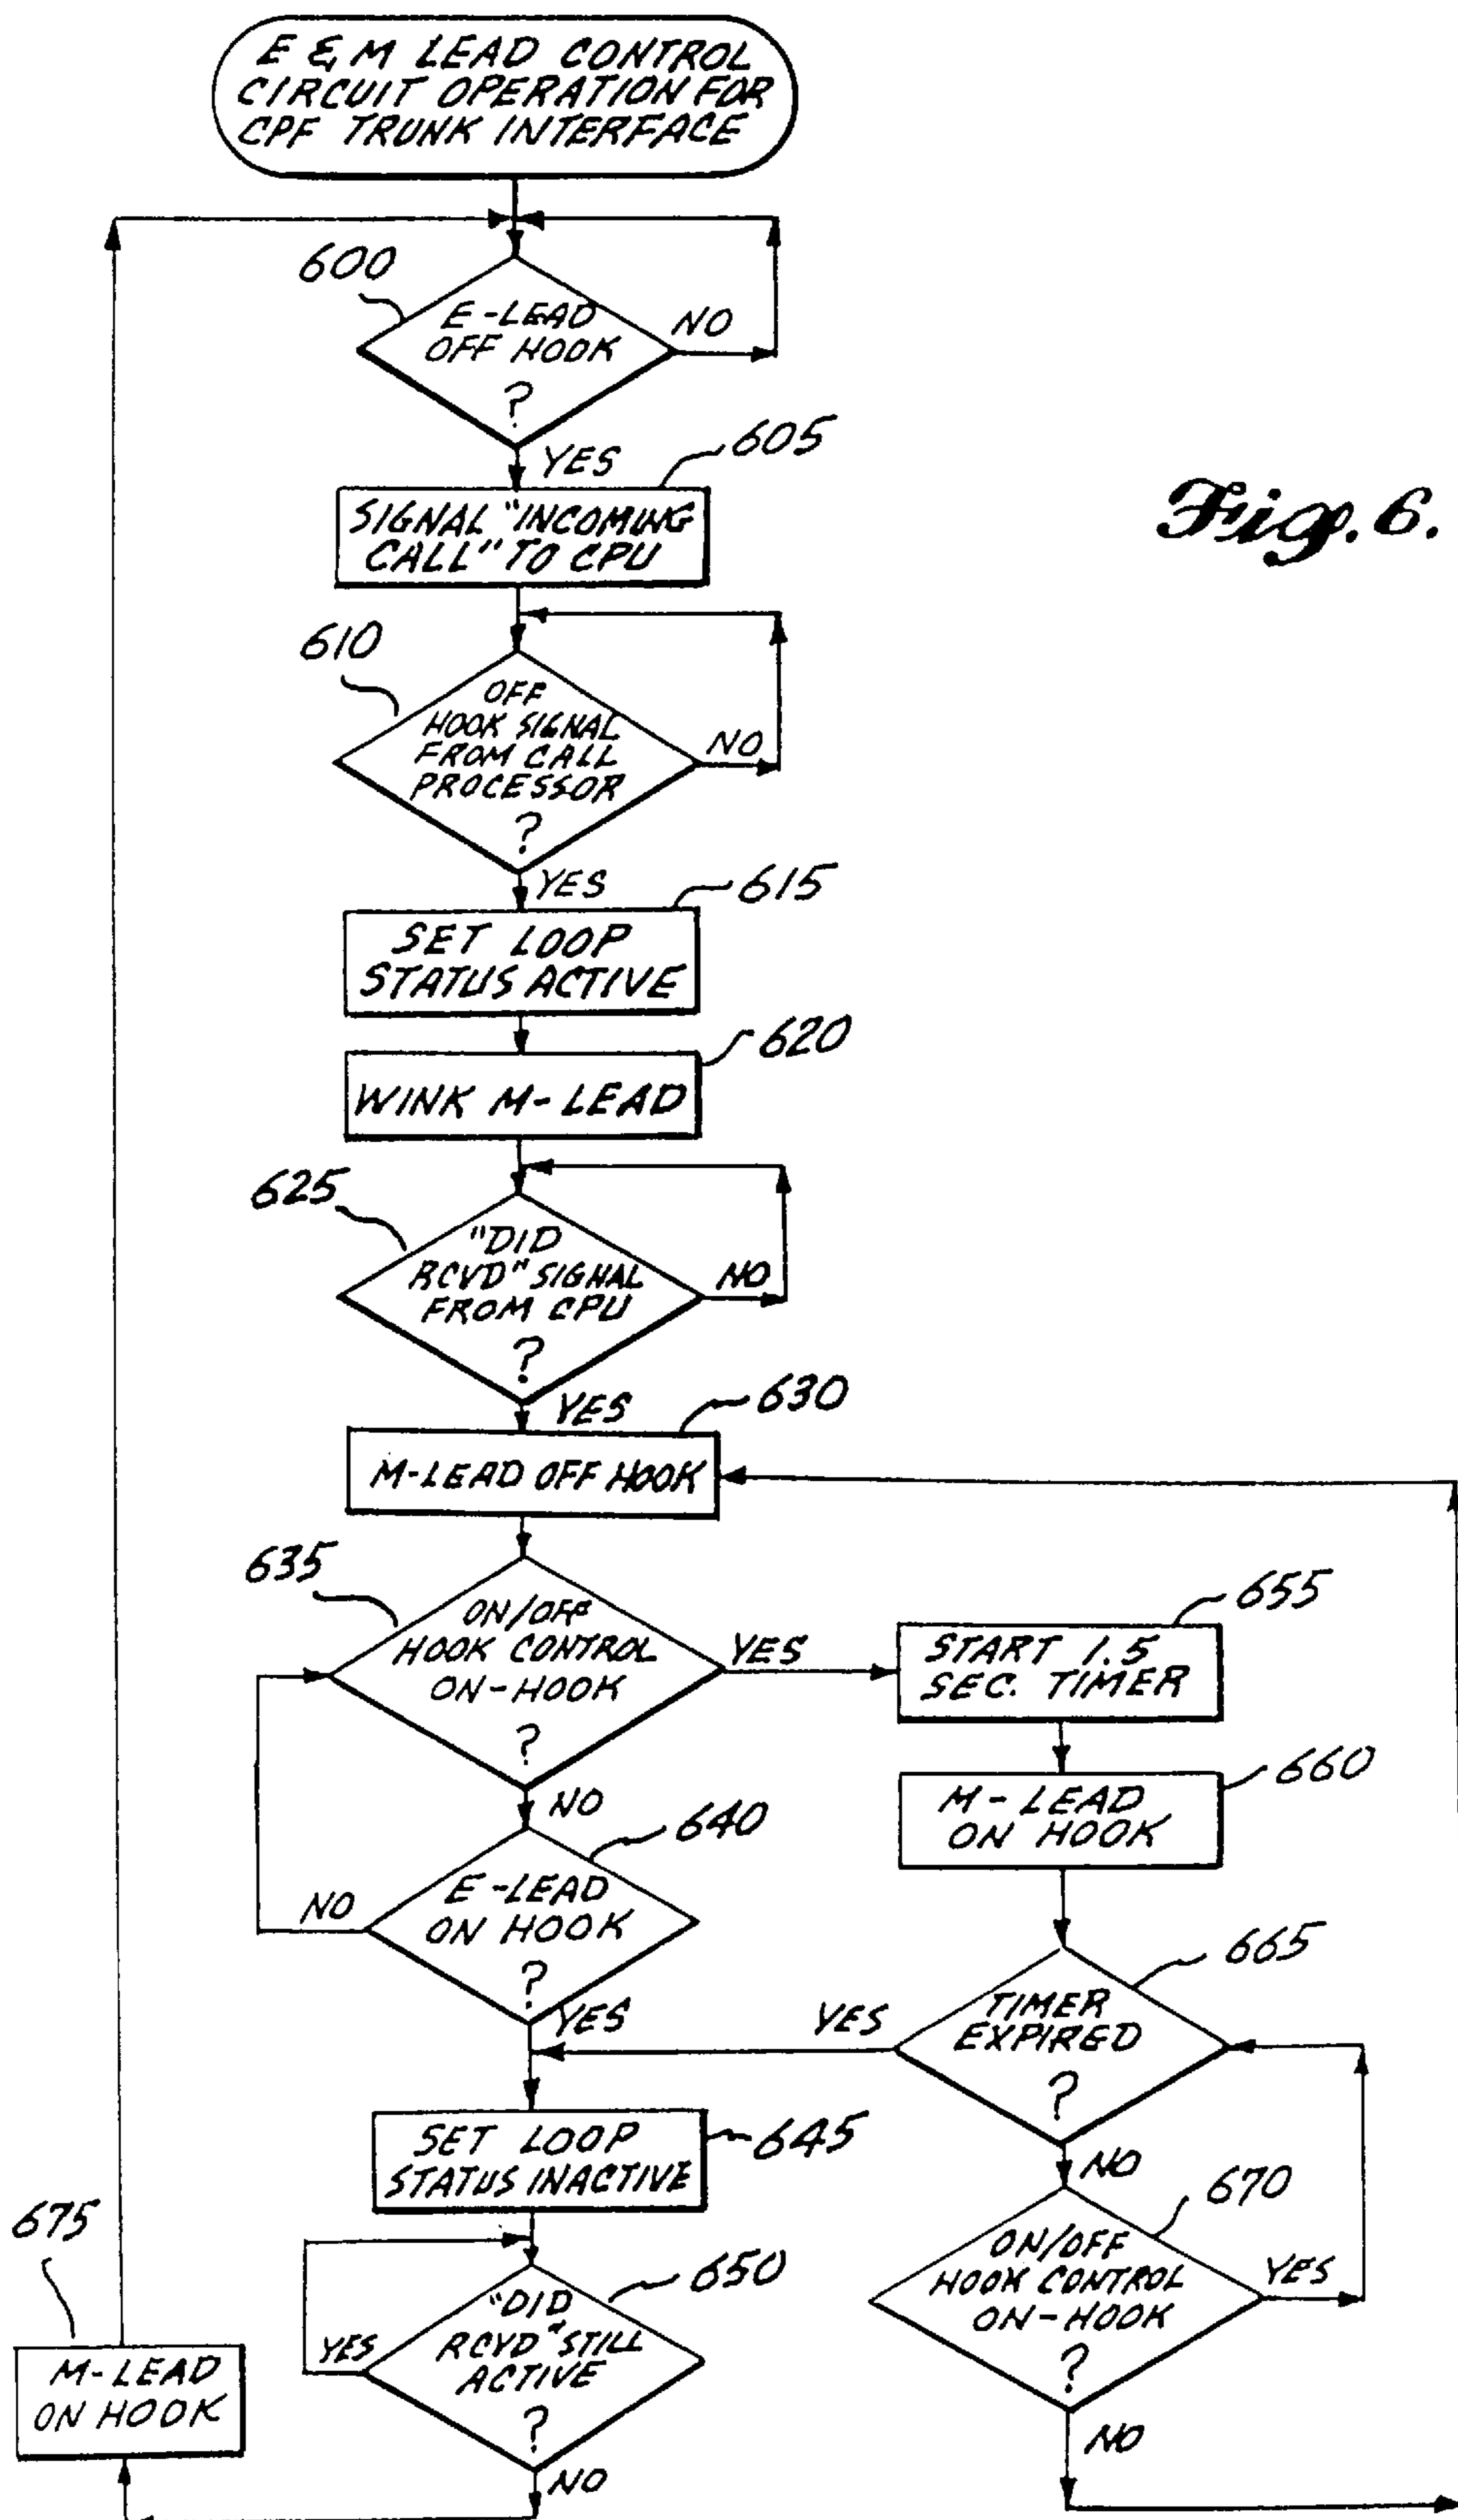 E & M LEAD CONTROL
CIRCUIT OPERATION FOR
CPF TRUNK INTERFACE
600
E-LEAD
OFF HOOK
?
NO
YES
605
SIGNAL "INCOMING
CALL" TO CPU
Fig. 6.
610
OFF
HOOK SIGNAL
FROM CALL
PROCESSOR
?
NO
YES
615
SET LOOP
STATUS ACTIVE
620
WINK M-LEAD
625
"DID
RCVD" SIGNAL
FROM CPU
?
NO
YES
630
M-LEAD OFF HOOK
635
ON/OFF
HOOK CONTROL
ON-HOOK
?
YES
NO
655
START 1.5
SEC. TIMER
660
M-LEAD
ON HOOK
640
E-LEAD
ON HOOK
?
NO
YES
665
TIMER
EXPIRED
?
YES
NO
645
SET LOOP
STATUS INACTIVE
670
ON/OFF
HOOK CONTROL
ON-HOOK
?
YES
NO
650
"DID
RCVD" STILL
ACTIVE
?
YES
NO
675
M-LEAD
ON HOOK